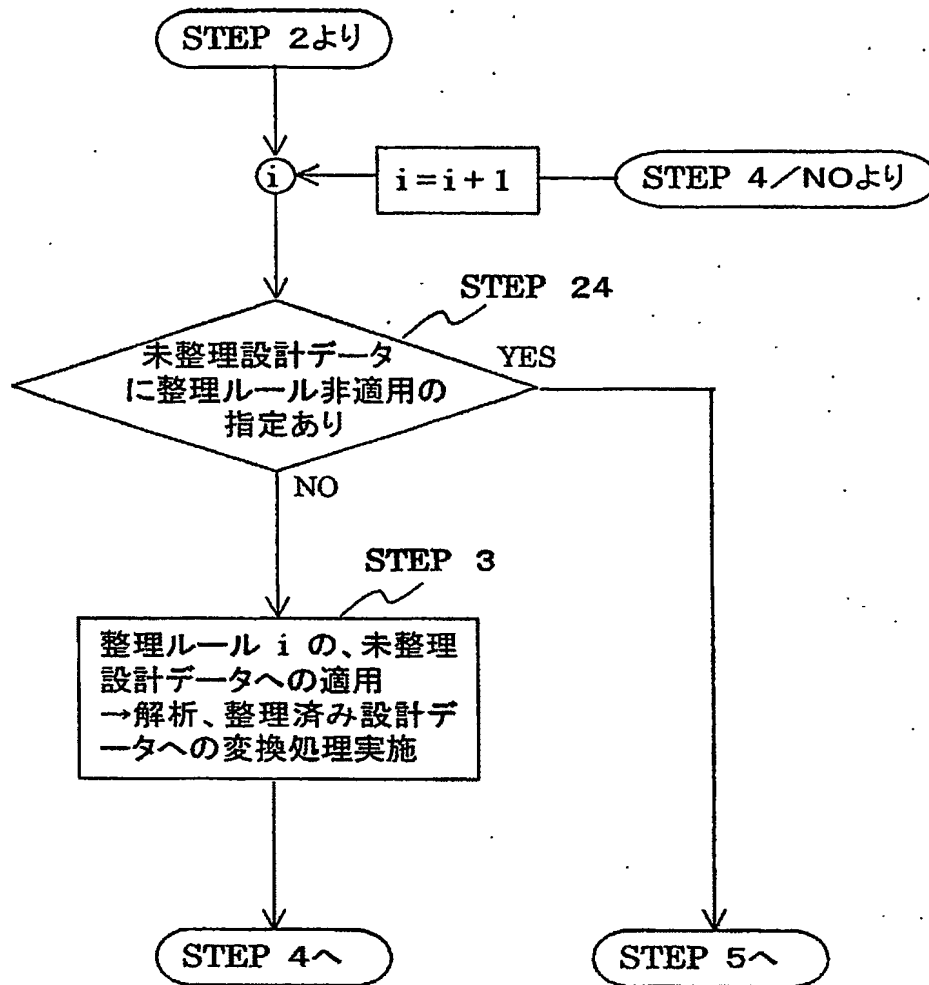 STEP 2より
i
i=i+1
STEP 4/NOより
STEP 24
未整理設計データ
に整理ルール非適用の
指定あり
YES
NO
STEP 3
整理ルール i の、未整理
設計データへの適用
→解析、整理済み設計デ
ータへの変換処理実施
STEP 4へ
STEP 5へ